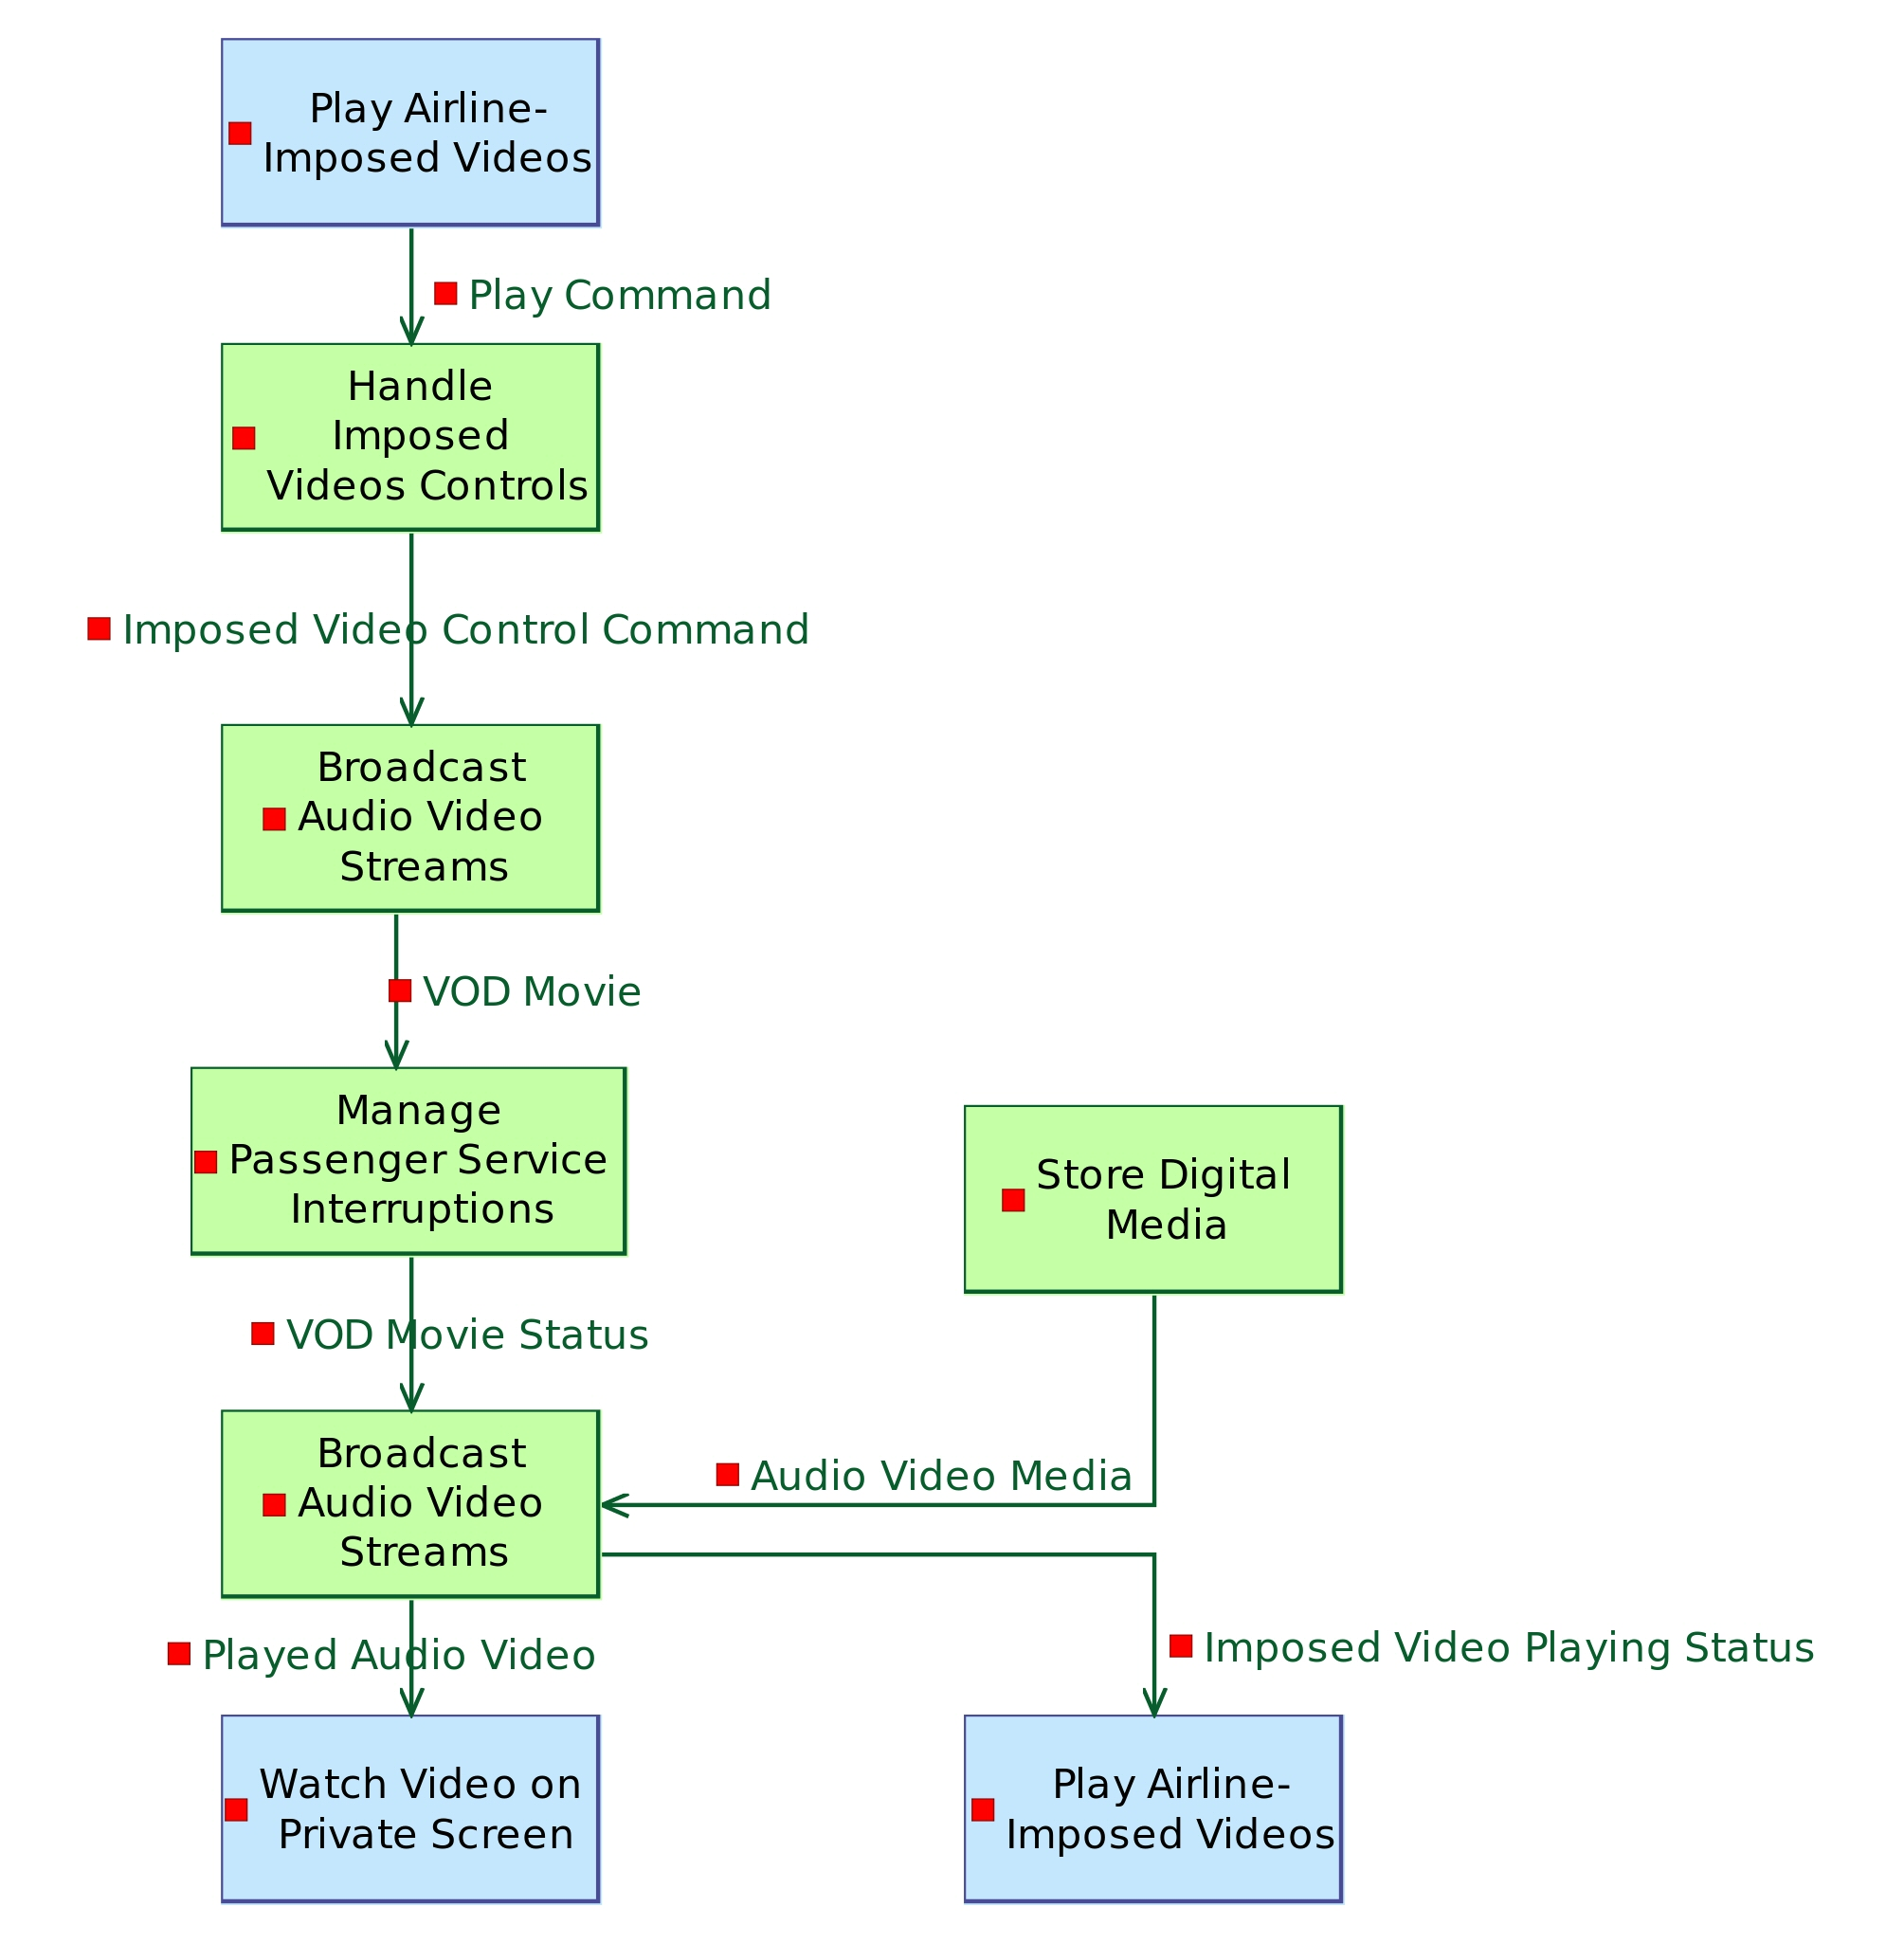 Play Airline-
Imposed Videos
Play Command
Handle
Imposed
Videos Controls
Imposed Video Control Command
Broadcast
Audio Video
Streams
VOD Movie
Manage
Passenger Service
Interruptions
Store Digital
Media
VOD Movie Status
Broadcast
Audio Video
Streams
Audio Video Media
Played Audio Video
Imposed Video Playing Status
Watch Video on
Private Screen
Play Airline-
Imposed Videos